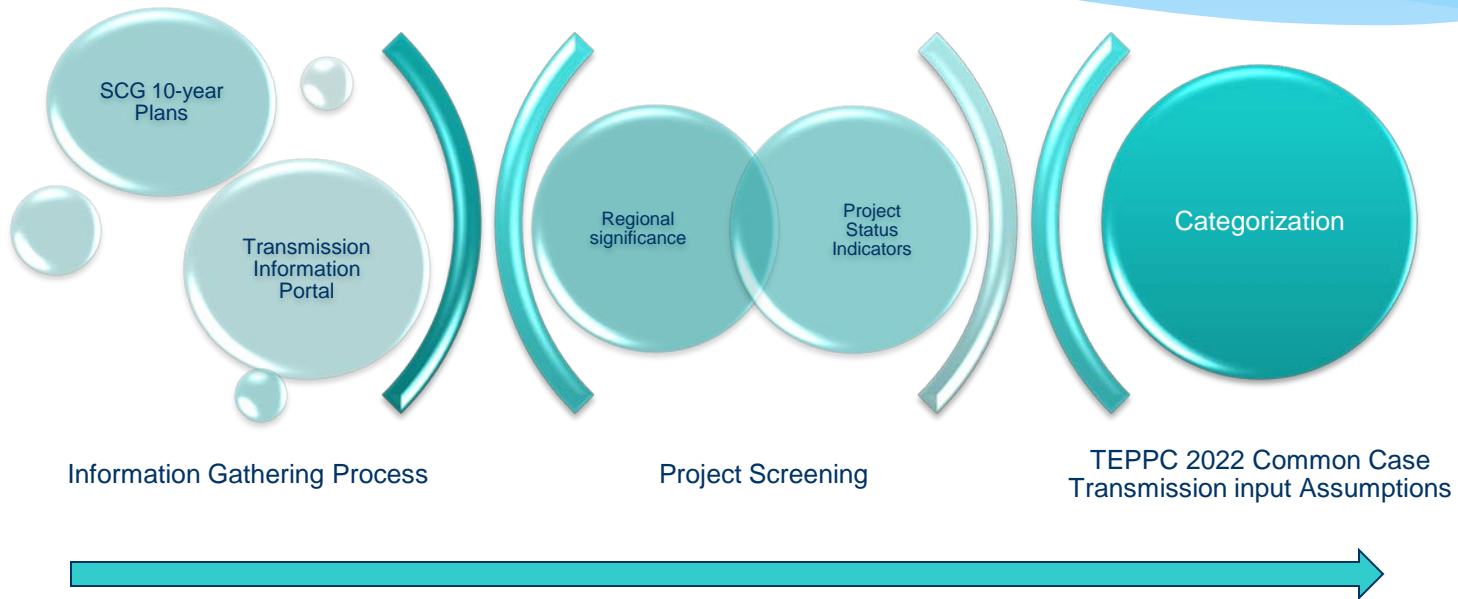 SCG 10-year
Plans
Transmission
Information
Portal
Regional
significance
Project
Status
Indicators
Categorization
Information Gathering Process
Project Screening
TEPPC 2022 Common Case
Transmission input Assumptions